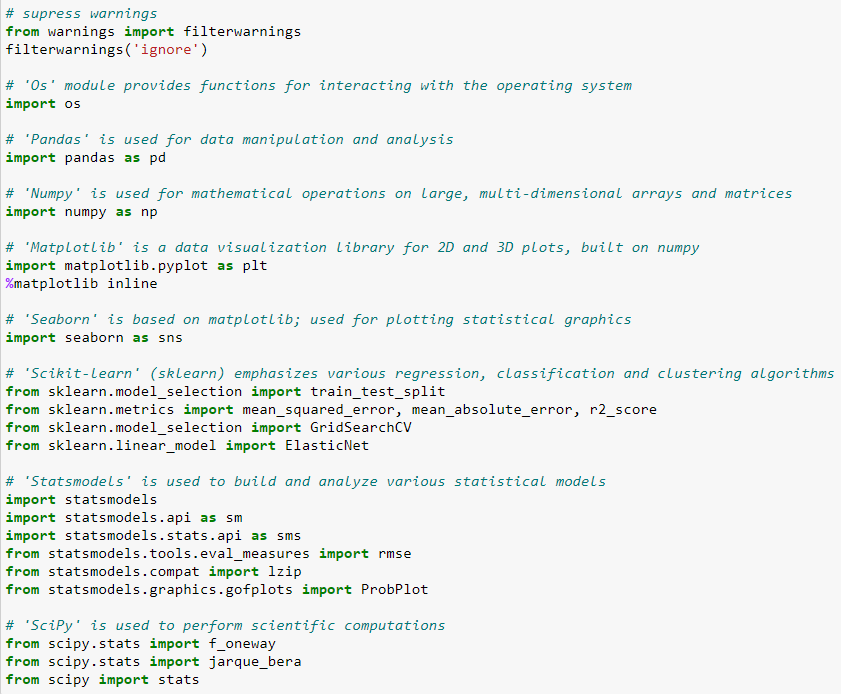 # supress warnings
from warnings import filterwarnings
filterwarnings('ignore')
# 'Os' module provides functions for interacting with the operating system
import os
# 'Pandas' is used for data manipulation and analysis
import pandas as pd
# 'Numpy' is used for mathematical operations on large, multi-dimensional arrays and matrices
import numpy as np
# 'Matplotlib' is a data visualization library for 2D and 3D plots, built on numpy
import matplotlib.pyplot as plt
%matplotlib inline
# 'Seaborn' is based on matplotlib; used for plotting statistical graphics
import seaborn as sns
# 'Scikit-learn' (sklearn) emphasizes various regression, classification and clustering algorithms
from sklearn.model_selection import train_test_split
from sklearn.metrics import mean_squared_error, mean_absolute_error, r2_score
from sklearn.model_selection import GridSearchCV
from sklearn.linear_model import ElasticNet
# 'Statsmodels' is used to build and analyze various statistical models
import statsmodels
import statsmodels.api as sm
import statsmodels.stats.api as sms
from statsmodels.tools.eval_measures import rmse
from statsmodels.compat import lzip
from statsmodels.graphics.gofplots import ProbPlot
# 'SciPy' is used to perform scientific computations
from scipy.stats import f_oneway
from scipy.stats import jarque_bera
from scipy import stats